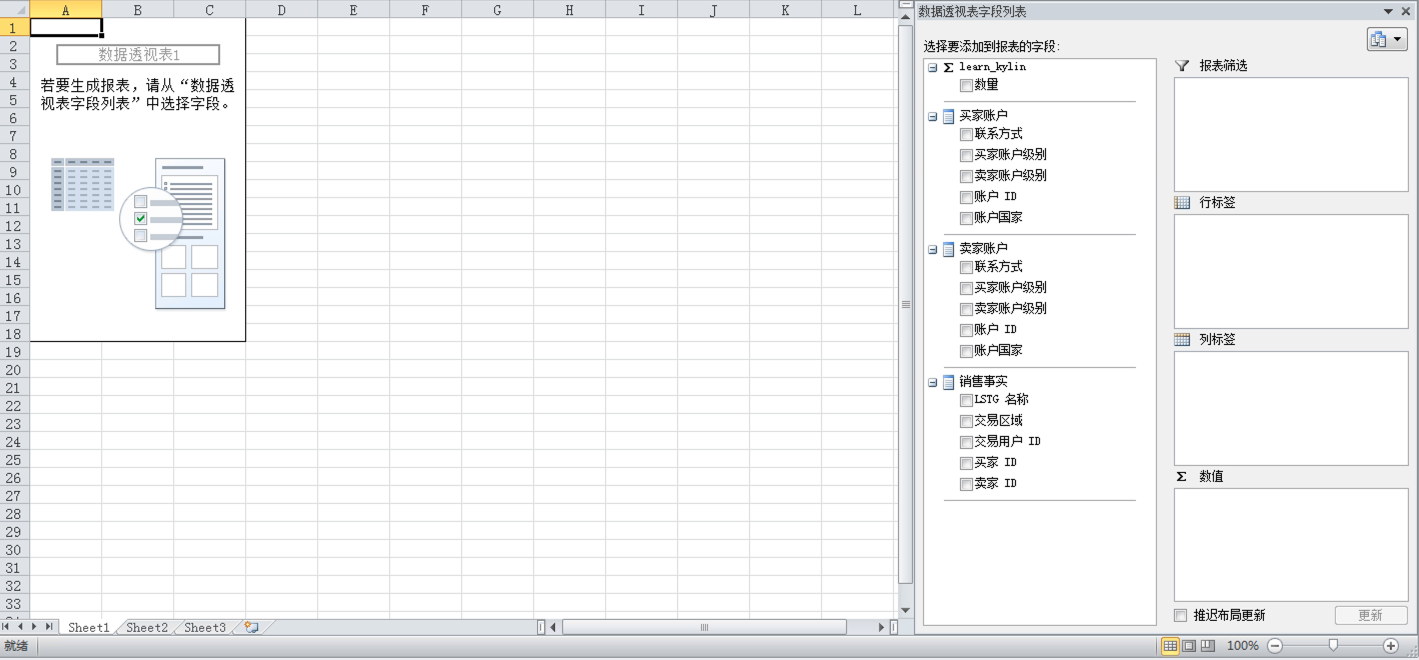 A B C D E F G H I J K L
1
2
3
4
5
6
7
8
9
10
11
12
13
14
15
16
17
18
19
20
21
22
23
24
25
26
27
28
29
30
31
32
33
数据透视表1
若要生成报表，请从“数据透
视表字段列表”中选择字段。
Sheet1 Sheet2 Sheet3
就绪
100%
数据透视表字段列表
选择要添加到报表的字段:
Σ learn_kylin
数量
买家账户
联系方式
买家账户级别
卖家账户级别
账户 ID
账户国家
卖家账户
联系方式
买家账户级别
卖家账户级别
账户 ID
账户国家
销售事实
LSTG 名称
交易区域
交易用户 ID
买家 ID
卖家 ID
报表筛选
行标签
列标签
Σ 数值
推迟布局更新
更新